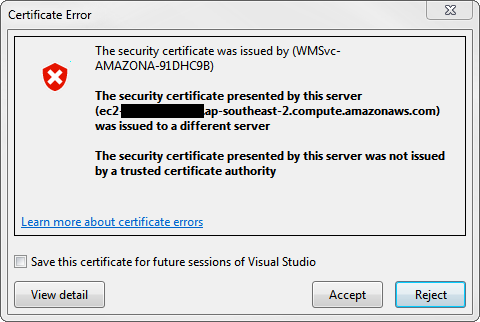 Certificate Error
The security certificate was issued by (WMSvc-
AMAZONA-91DHC9B)
The security certificate presented by this server
(ec2- .ap-southeast-2.compute.amazonaws.com)
was issued to a different server
The security certificate presented by this server was not issued
by a trusted certificate authority
Learn more about certificate errors
Save this certificate for future sessions of Visual Studio
View detail Accept Reject